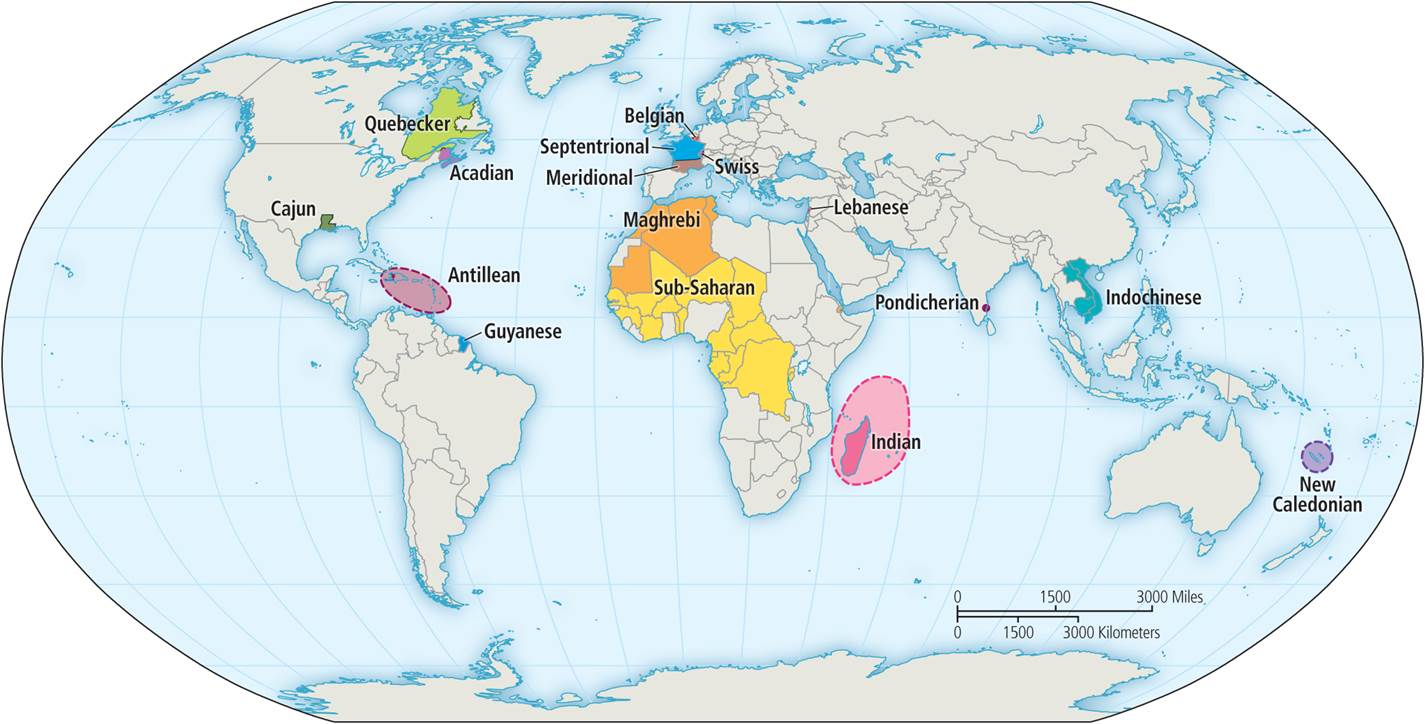 Belgian
Quebecker
Septentrional
Swiss
Acadian
Meridional
Cajun
Lebanese
Maghrebi
Antillean
Sub-Saharan
Pondicherian
Indochinese
Guyanese
Indian
New
Caledonian
0 1500 3000 Miles
0 1500 3000 Kilometers